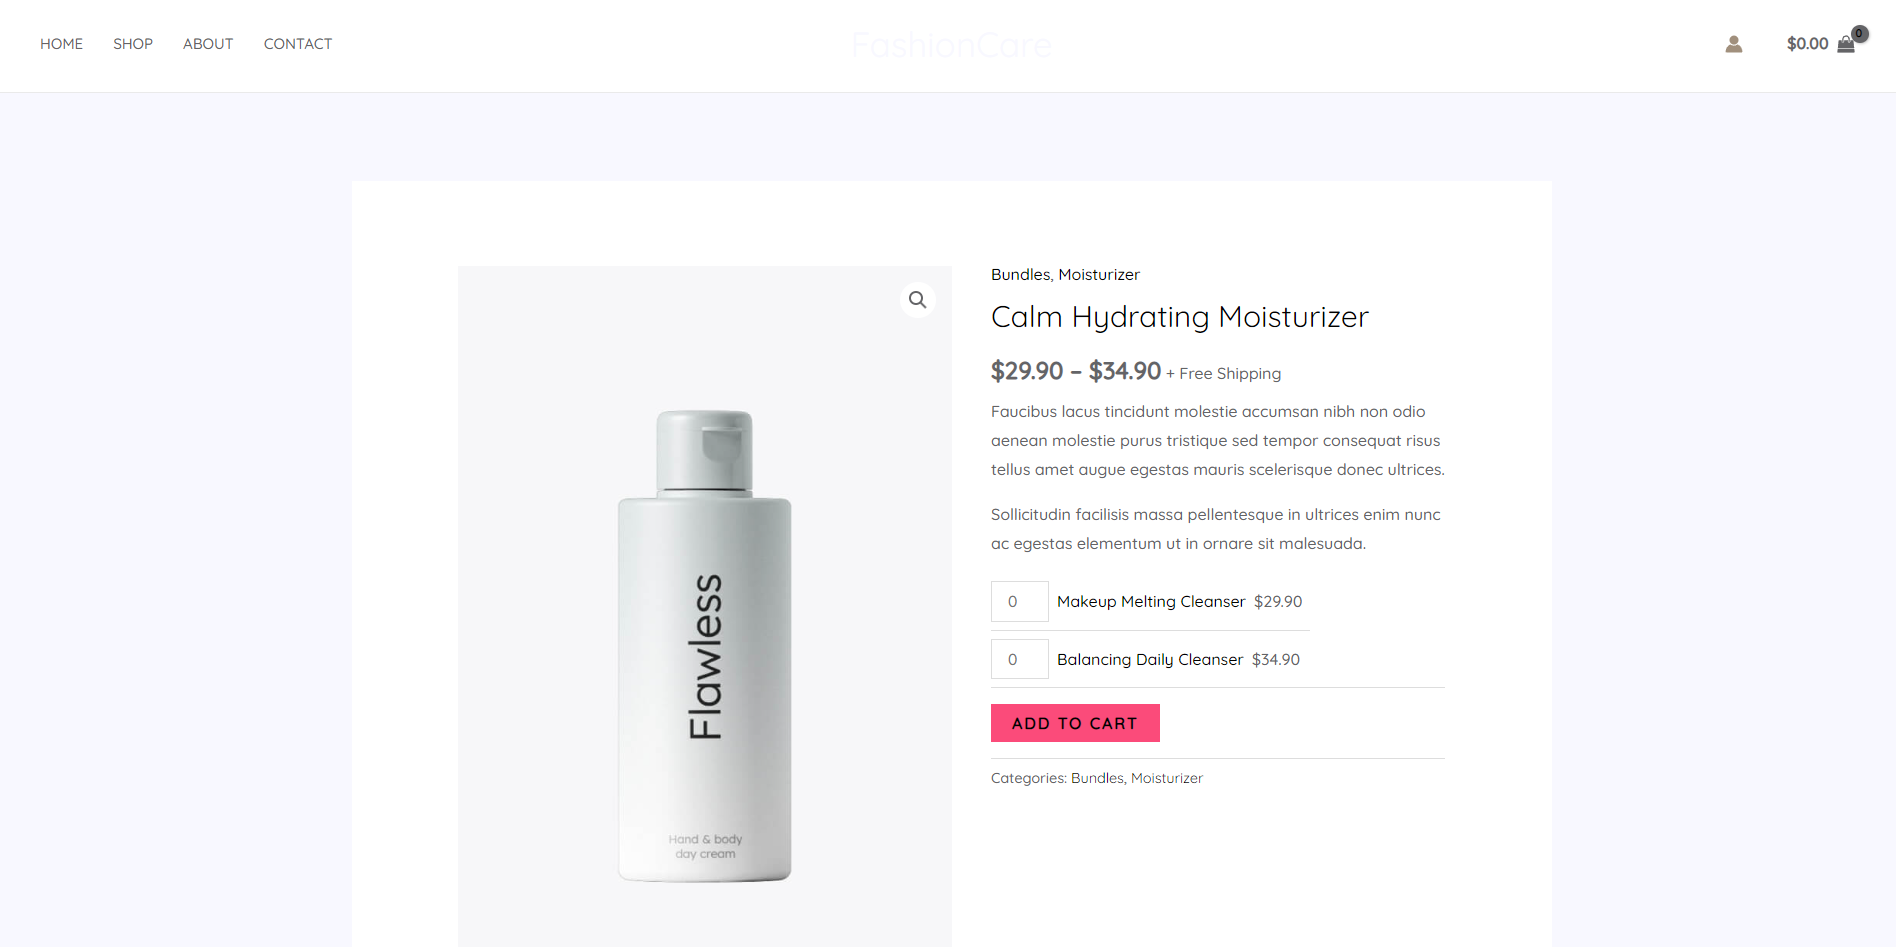 HOME SHOP ABOUT CONTACT FashionCare $0.00 0
Bundles, Moisturizer
Calm Hydrating Moisturizer
$29.90 – $34.90 + Free Shipping
Faucibus lacus tincidunt molestie accumsan nibh non odio
aenean molestie purus tristique sed tempor consequat risus
tellus amet augue egestas mauris scelerisque donec ultrices.
Sollicitudin facilisis massa pellentesque in ultrices enim nunc
ac egestas elementum ut in ornare sit malesuada.
0 Makeup Melting Cleanser $29.90
0 Balancing Daily Cleanser $34.90
ADD TO CART
Categories: Bundles, Moisturizer
Flawless
Hand & body
day cream